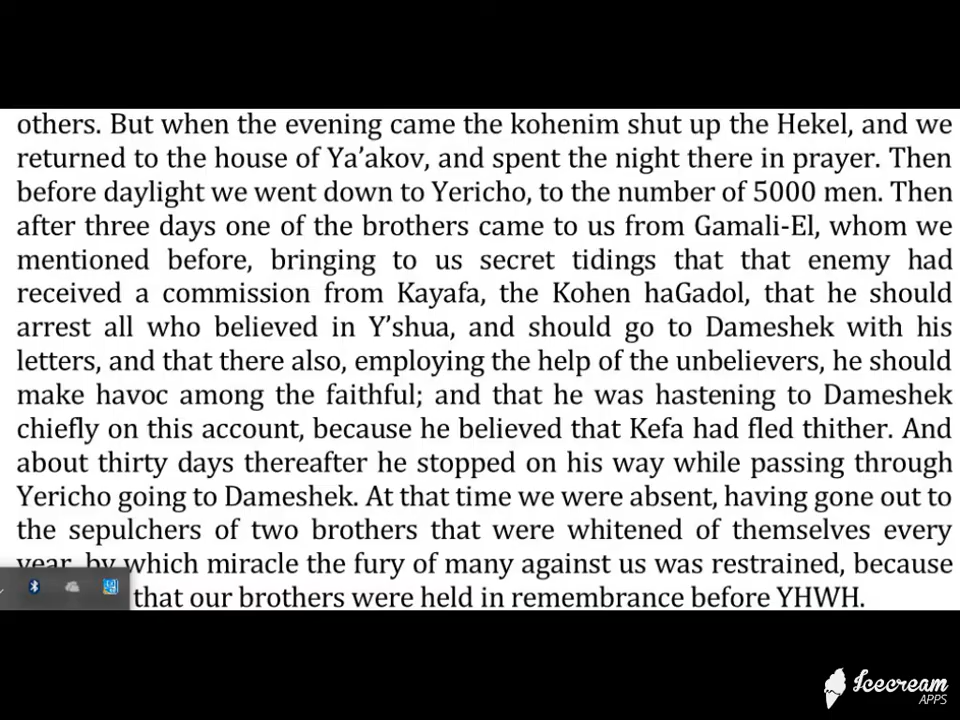 others. But when the evening came the kohenim shut up the Hekel, and we
returned to the house of Ya’akov, and spent the night there in prayer. Then
before daylight we went down to Yericho, to the number of 5000 men. Then
after three days one of the brothers came to us from Gamali-El, whom we
mentioned before, bringing to us secret tidings that that enemy had
received a commission from Kayafa, the Kohen haGadol, that he should
arrest all who believed in Y’shua, and should go to Dameshek with his
letters, and that there also, employing the help of the unbelievers, he should
make havoc among the faithful; and that he was hastening to Dameshek
chiefly on this account, because he believed that Kefa had fled thither. And
about thirty days thereafter he stopped on his way while passing through
Yericho going to Dameshek. At that time we were absent, having gone out to
the sepulchers of two brothers that were whitened of themselves every
year, by which miracle the fury of many against us was restrained, because
that our brothers were held in remembrance before YHWH.
Icecream
APPS